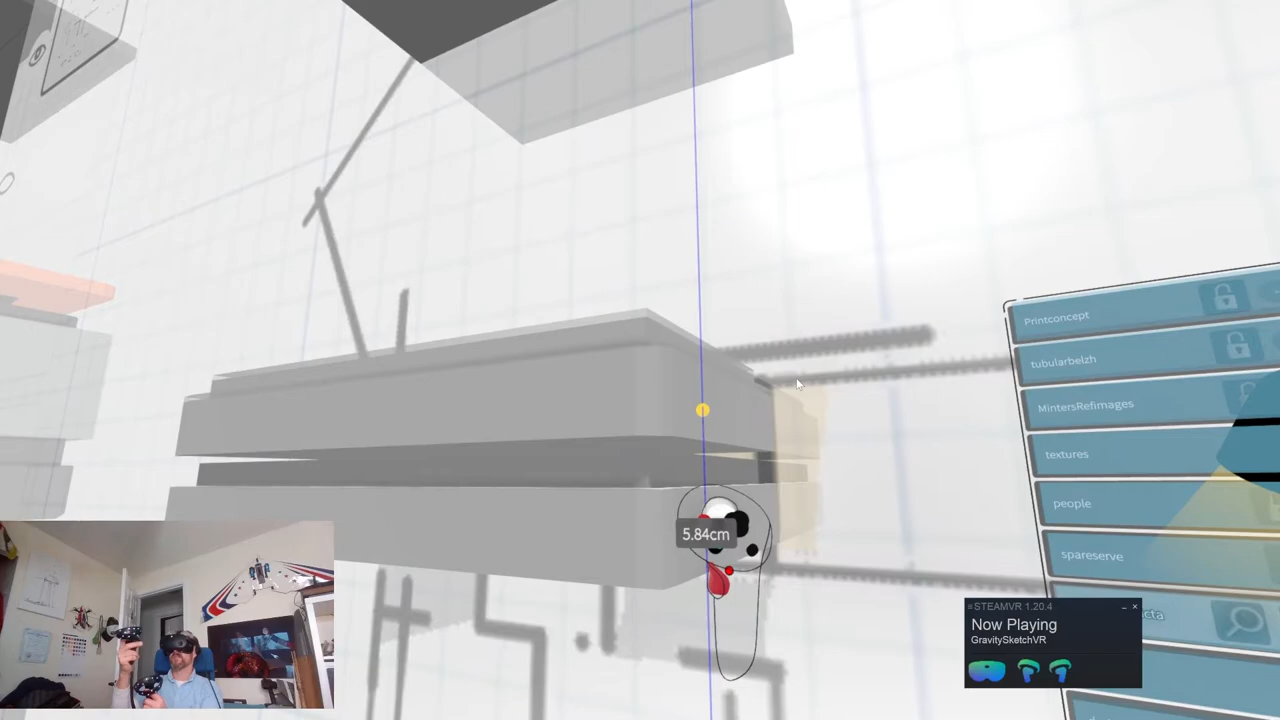 Printconcept
tubularbelzh
MintersRefimages
textures
people
spareserve
5.84cm
STEAMVR 1.20.4
Now Playing
GravitySketchVR